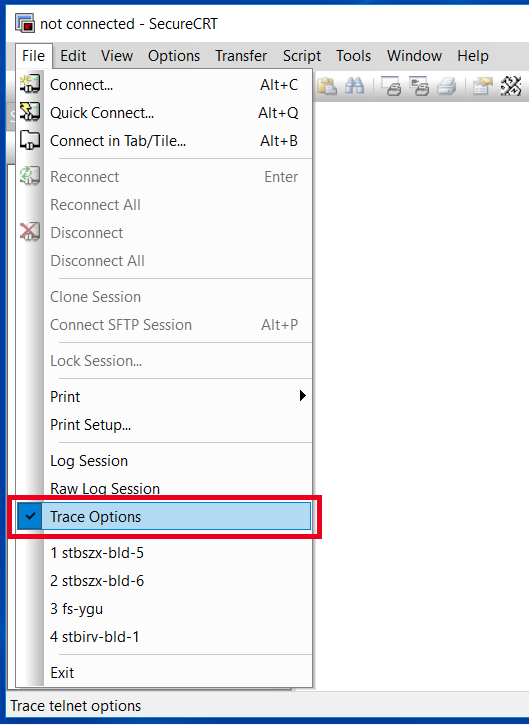 not connected - SecureCRT
File Edit View Options Transfer Script Tools Window Help
Connect... Alt+C
Quick Connect... Alt+Q
Connect in Tab/Tile... Alt+B
Reconnect Enter
Reconnect All
Disconnect
Disconnect All
Clone Session
Connect SFTP Session Alt+P
Lock Session...
Print
Print Setup...
Log Session
Raw Log Session
Trace Options
1 stbszx-bld-5
2 stbszx-bld-6
3 fs-ygu
4 stbirv-bld-1
Exit
Trace telnet options